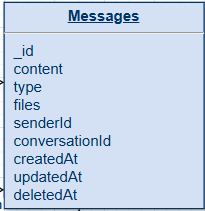 Messages
_id
content
type
files
senderId
conversationId
createdAt
updatedAt
deletedAt